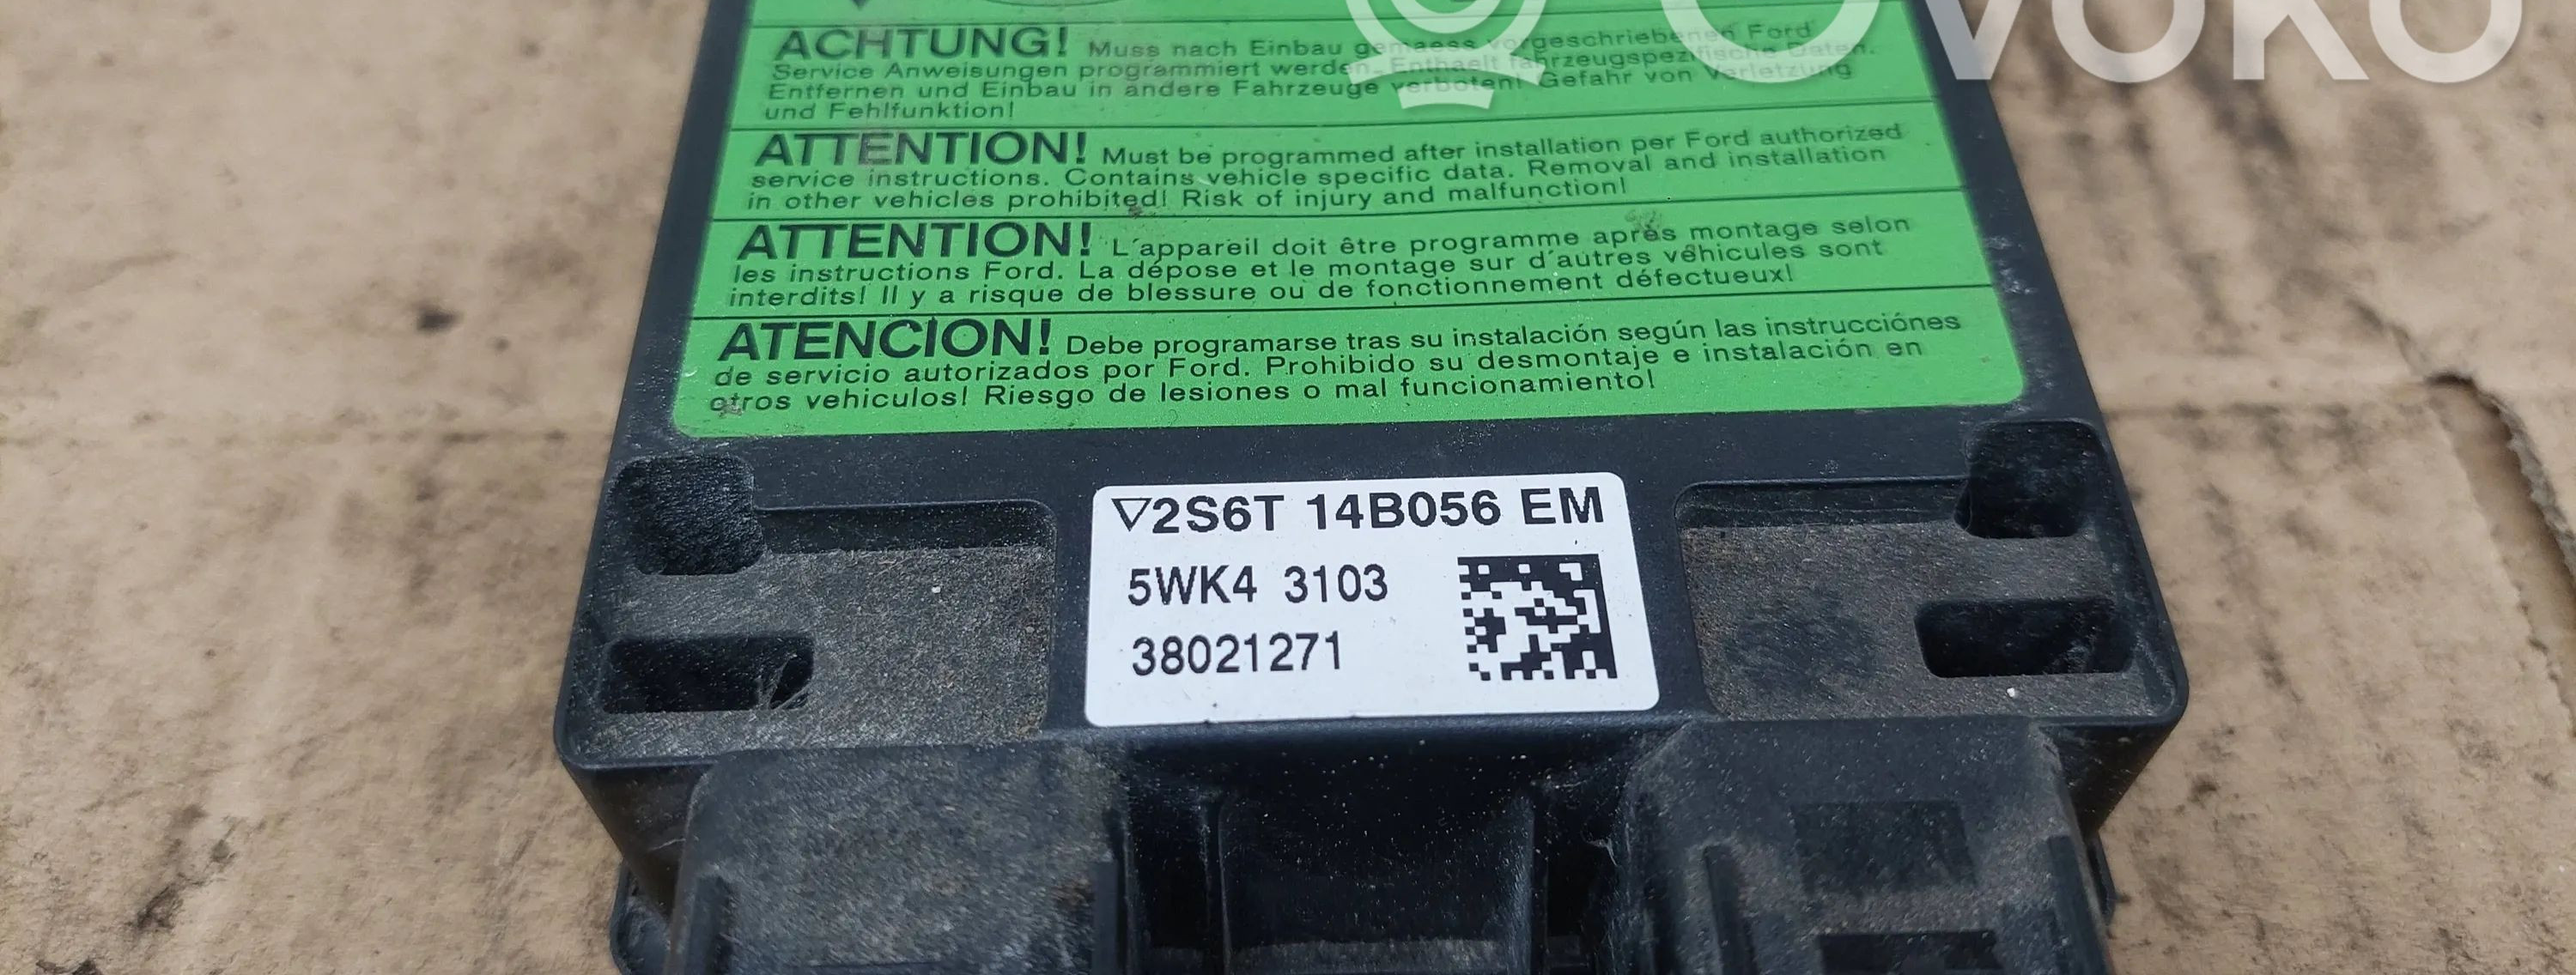 OVOKO
ACHTUNG! Muss nach Einbau gemaess vorgeschriebenen Ford
Service Anweisungen programmiert werden. Enthaelt fahrzeugspezifische Daten.
Entfernen und Einbau in andere Fahrzeuge verboten! Gefahr von Verletzung
und Fehlfunktion!
ATTENTION! Must be programmed after installation per Ford authorized
service instructions. Contains vehicle specific data. Removal and installation
in other vehicles prohibited! Risk of injury and malfunction!
ATTENTION! L'appareil doit être programme aprés montage selon
les instructions Ford. La dépose et le montage sur d'autres véhicules sont
interdits! Il y a risque de blessure ou de fonctionnement défectueux!
ATENCION! Debe programarse tras su instalación según las instrucciónes
de servicio autorizados por Ford. Prohibido su desmontaje e instalación en
otros vehiculos! Riesgo de lesiones o mal funcionamiento!
▽2S6T 14B056 EM
5WK4 3103
38021271